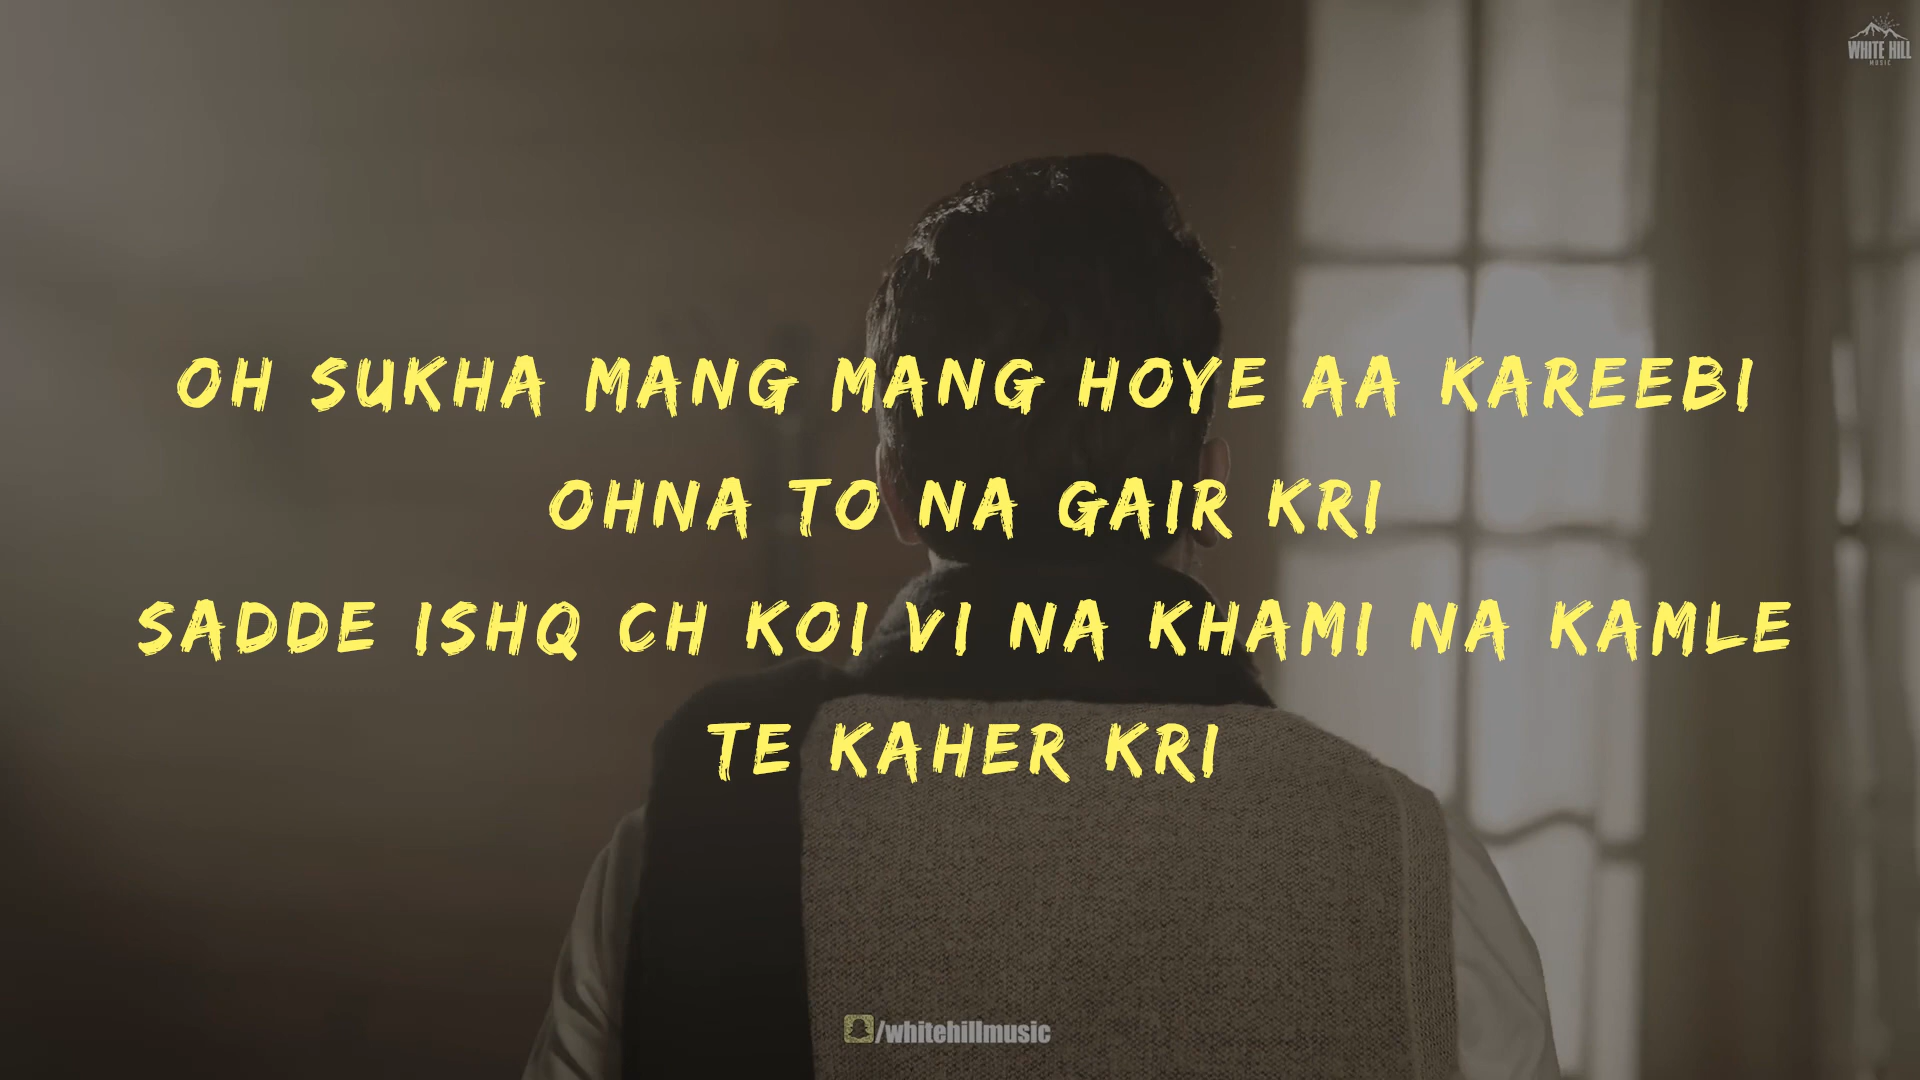 WHITE HILL
MUSIC
OH SUKHA MANG MANG HOYE AA KAREEBI
OHNA TO NA GAIR KRI
SADDE ISHQ CH KOI VI NA KHAMI NA KAMLE
TE KAHER KRI
/whitehillmusic